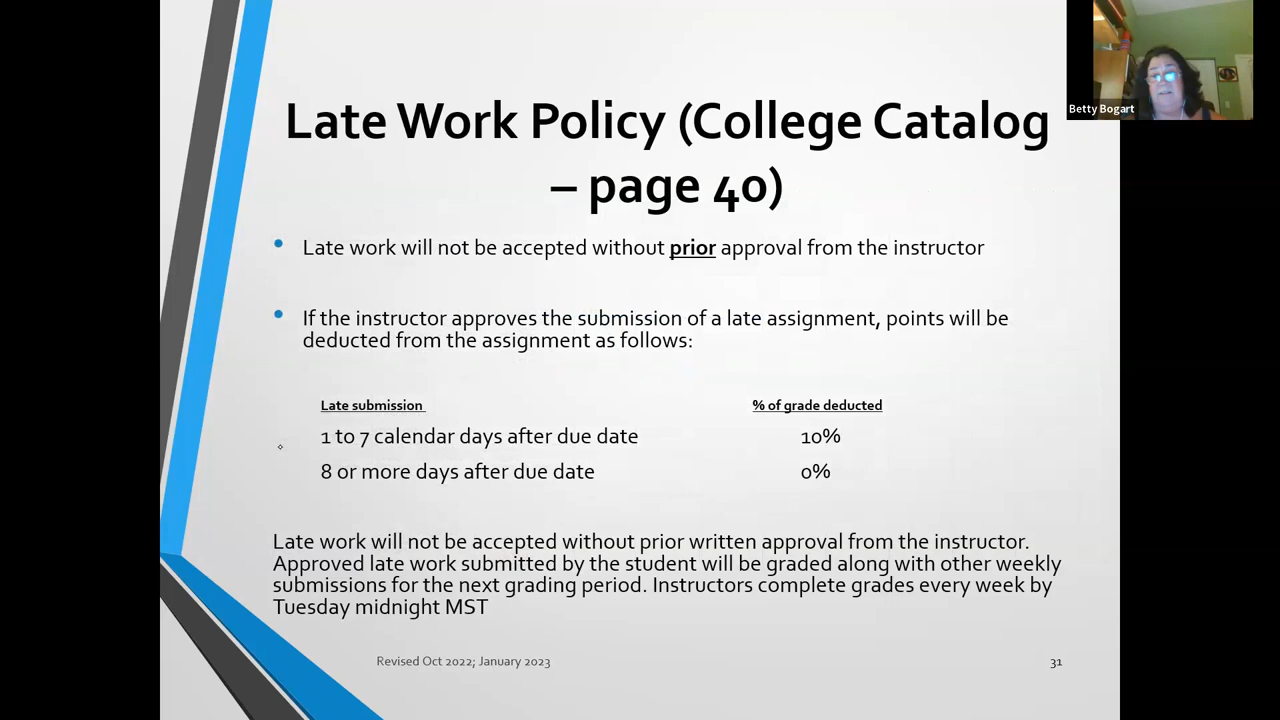 Late Work Policy (College Catalog
– page 40)
Betty Bogart
Late work will not be accepted without prior approval from the instructor
If the instructor approves the submission of a late assignment, points will be
deducted from the assignment as follows:
Late submission % of grade deducted
1 to 7 calendar days after due date 10%
8 or more days after due date 0%
Late work will not be accepted without prior written approval from the instructor.
Approved late work submitted by the student will be graded along with other weekly
submissions for the next grading period. Instructors complete grades every week by
Tuesday midnight MST
Revised Oct 2022; January 2023 31